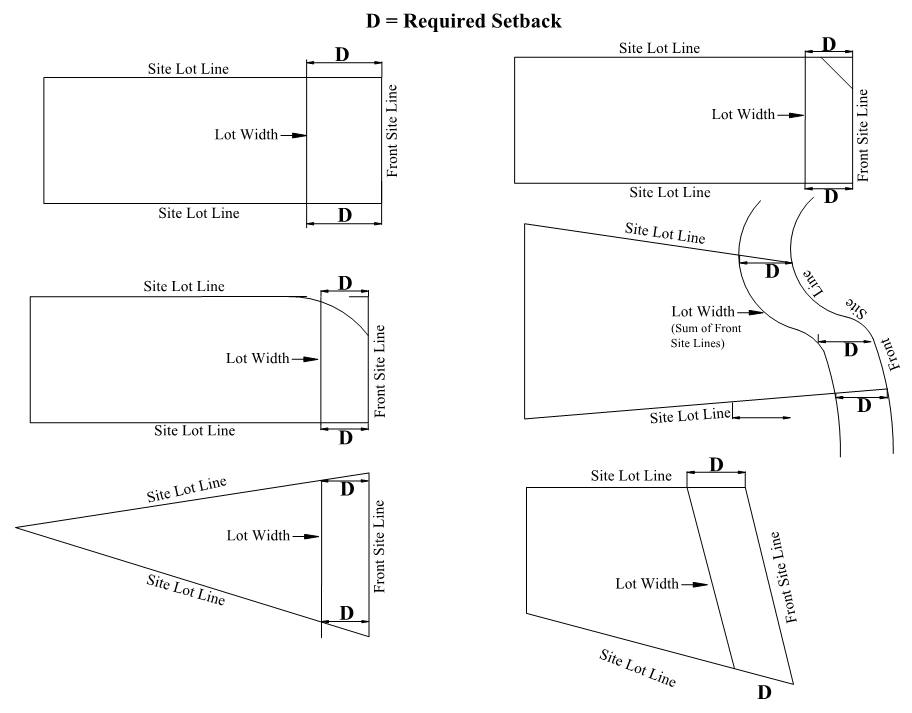 D = Required Setback
D
Site Lot Line
Lot Width
Front Site Line
Site Lot Line
D
Site Lot Line
D
Lot Width
Front Site Line
Site Lot Line
D
Site Lot Line
D
Lot Width
Front Site Line
Site Lot Line
D
Site Lot Line
D
Line
Site
Front
Lot Width
(Sum of Front
Site Lines)
D
D
Site Lot Line
Site Lot Line
D
Lot Width
Front Site Line
Site Lot Line
D
Site Lot Line
D
Lot Width
Front Site Line
Site Lot Line
D